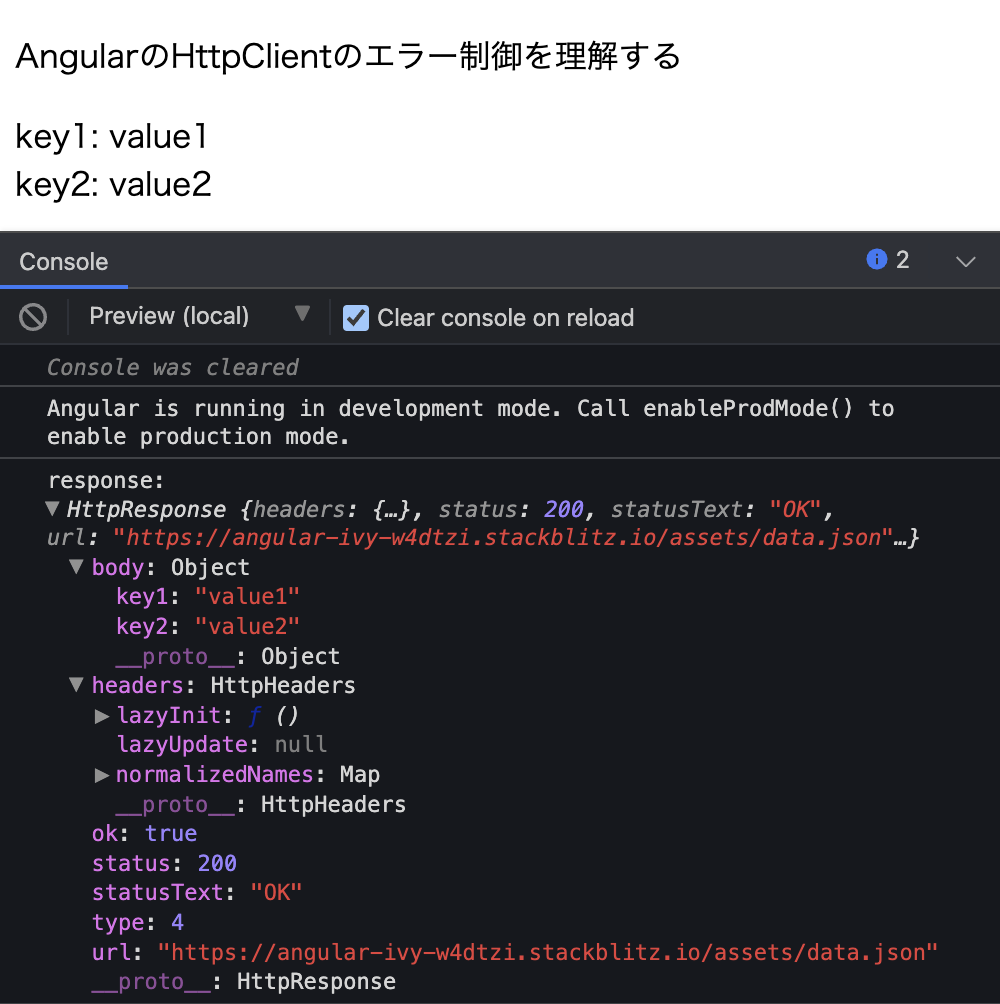 AngularのHttpClientのエラー制御を理解する
key1: value1
key2: value2
Console
2
Preview (local)
Clear console on reload
Console was cleared
Angular is running in development mode. Call enableProdMode() to
enable production mode.
response:
HttpResponse {headers: {…}, status: 200, statusText: "OK",
url: "https://angular-ivy-w4dtzi.stackblitz.io/assets/data.json"…}
body: Object
key1: "value1"
key2: "value2"
__proto__: Object
headers: HttpHeaders
lazyInit: ƒ ()
lazyUpdate: null
normalizedNames: Map
__proto__: HttpHeaders
ok: true
status: 200
statusText: "OK"
type: 4
url: "https://angular-ivy-w4dtzi.stackblitz.io/assets/data.json"
__proto__: HttpResponse